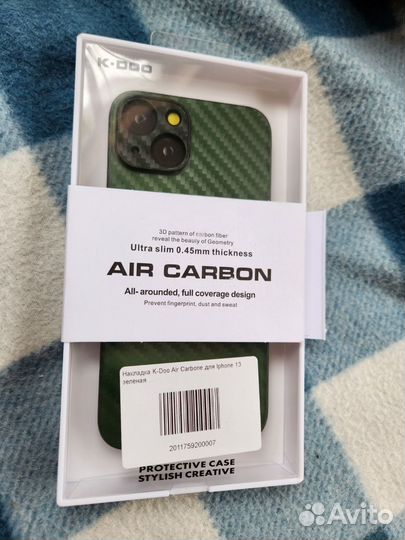 K·DOO
3D pattern of carbon fiber
reveal the beauty of Geometry
Ultra slim 0.45mm thickness
AIR CARBON
All- arounded, full coverage design
Prevent fingerprint, dust and sweat
Накладка K-Doo Air Carbone для Iphone 13
зеленая
2011759200007
PROTECTIVE CASE
STYLISH CREATIVE
Avito